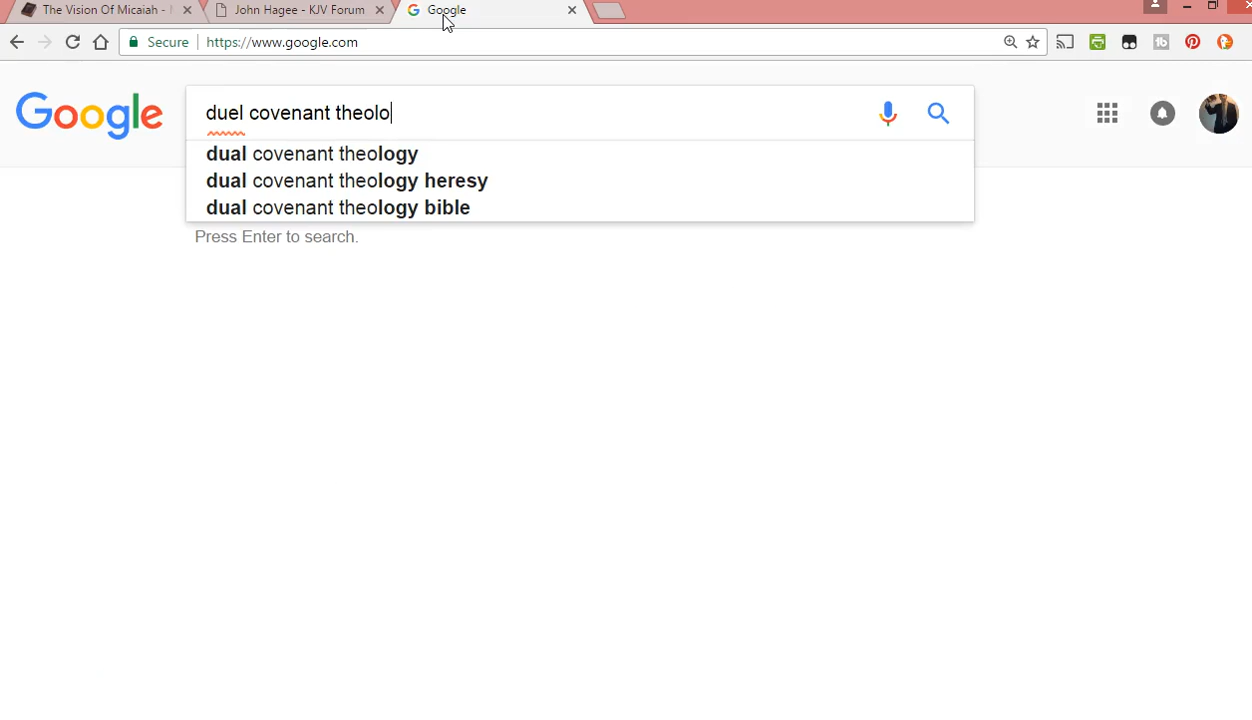 The Vision Of Micaiah -
John Hagee - KJV Forum
Google
Secure
https://www.google.com
Google
duel covenant theolo
dual covenant theology
dual covenant theology heresy
dual covenant theology bible
Press Enter to search.